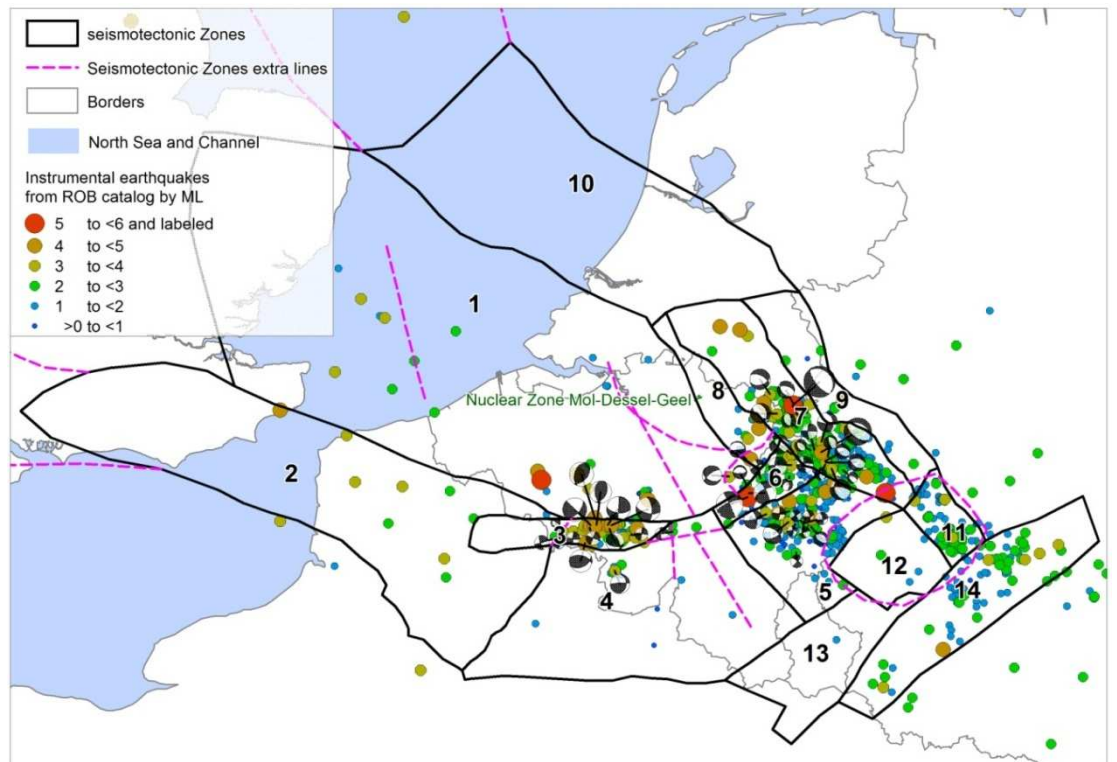 seismotectonic Zones
Seismotectonic Zones extra lines
Borders
North Sea and Channel
Instrumental earthquakes
from ROB catalog by ML
5 to <6 and labeled
4 to <5
3 to <4
2 to <3
1 to <2
>0 to <1
10
1
Nuclear Zone Mol-Dessel-Geel
8
9
7
2
6
3
11
12
4
5
14
13